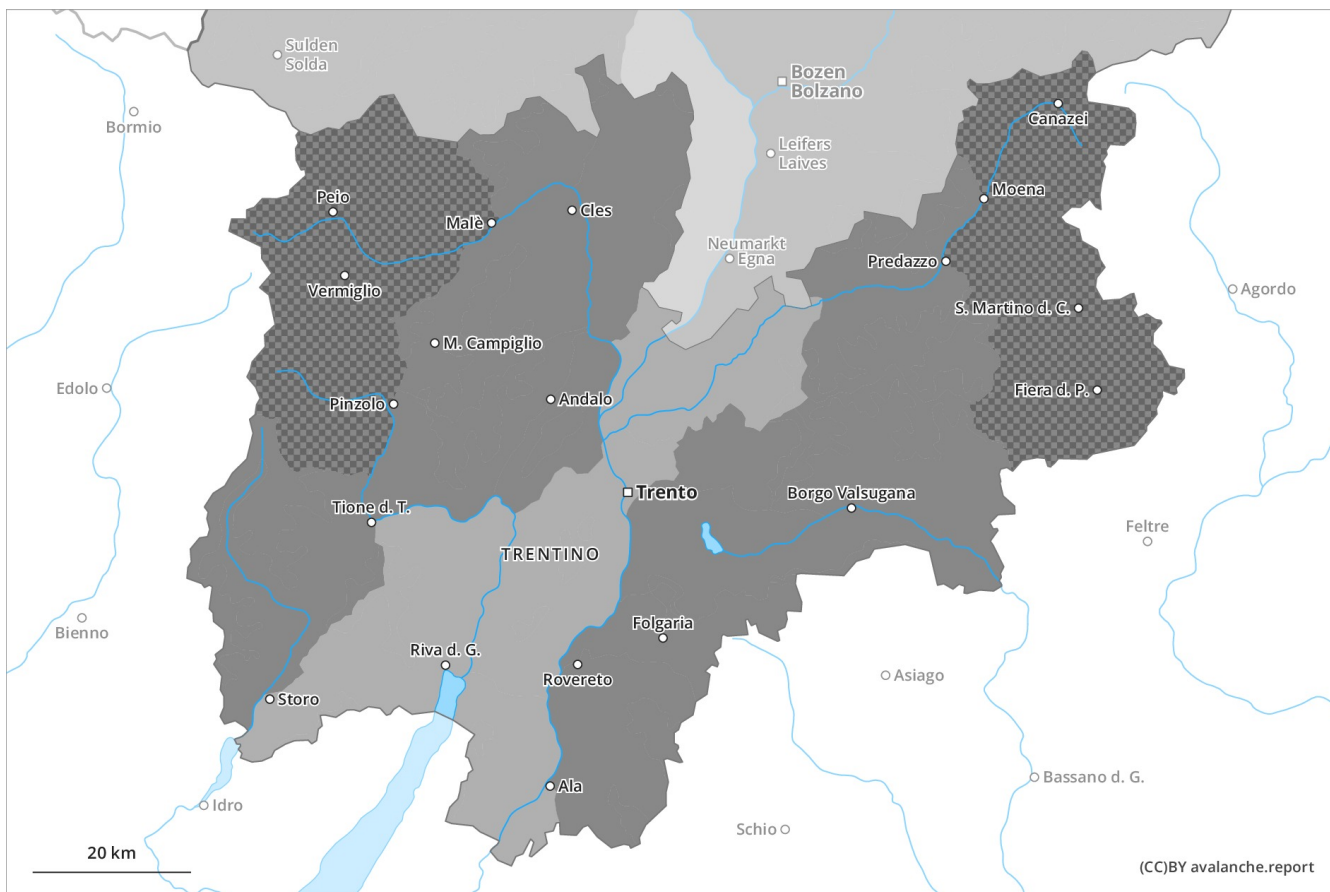 Sulden
Solda
Bozen
Bolzano
Bormio
Canazei
Leifers
Laives
Moena
Peio
Malè
Cles
Neumarkt
Egna
Predazzo
Vermiglio
Agordo
S. Martino d. C.
M. Campiglio
Edolo
Pinzolo
Andalo
Fiera d. P.
Trento
Borgo Valsugana
Tione d. T.
Feltre
TRENTINO
Bienno
Folgaria
Riva d. G.
Rovereto
Asiago
Storo
Bassano d. G.
Ala
Idro
Schio
20 km
(CC)BY avalanche.report